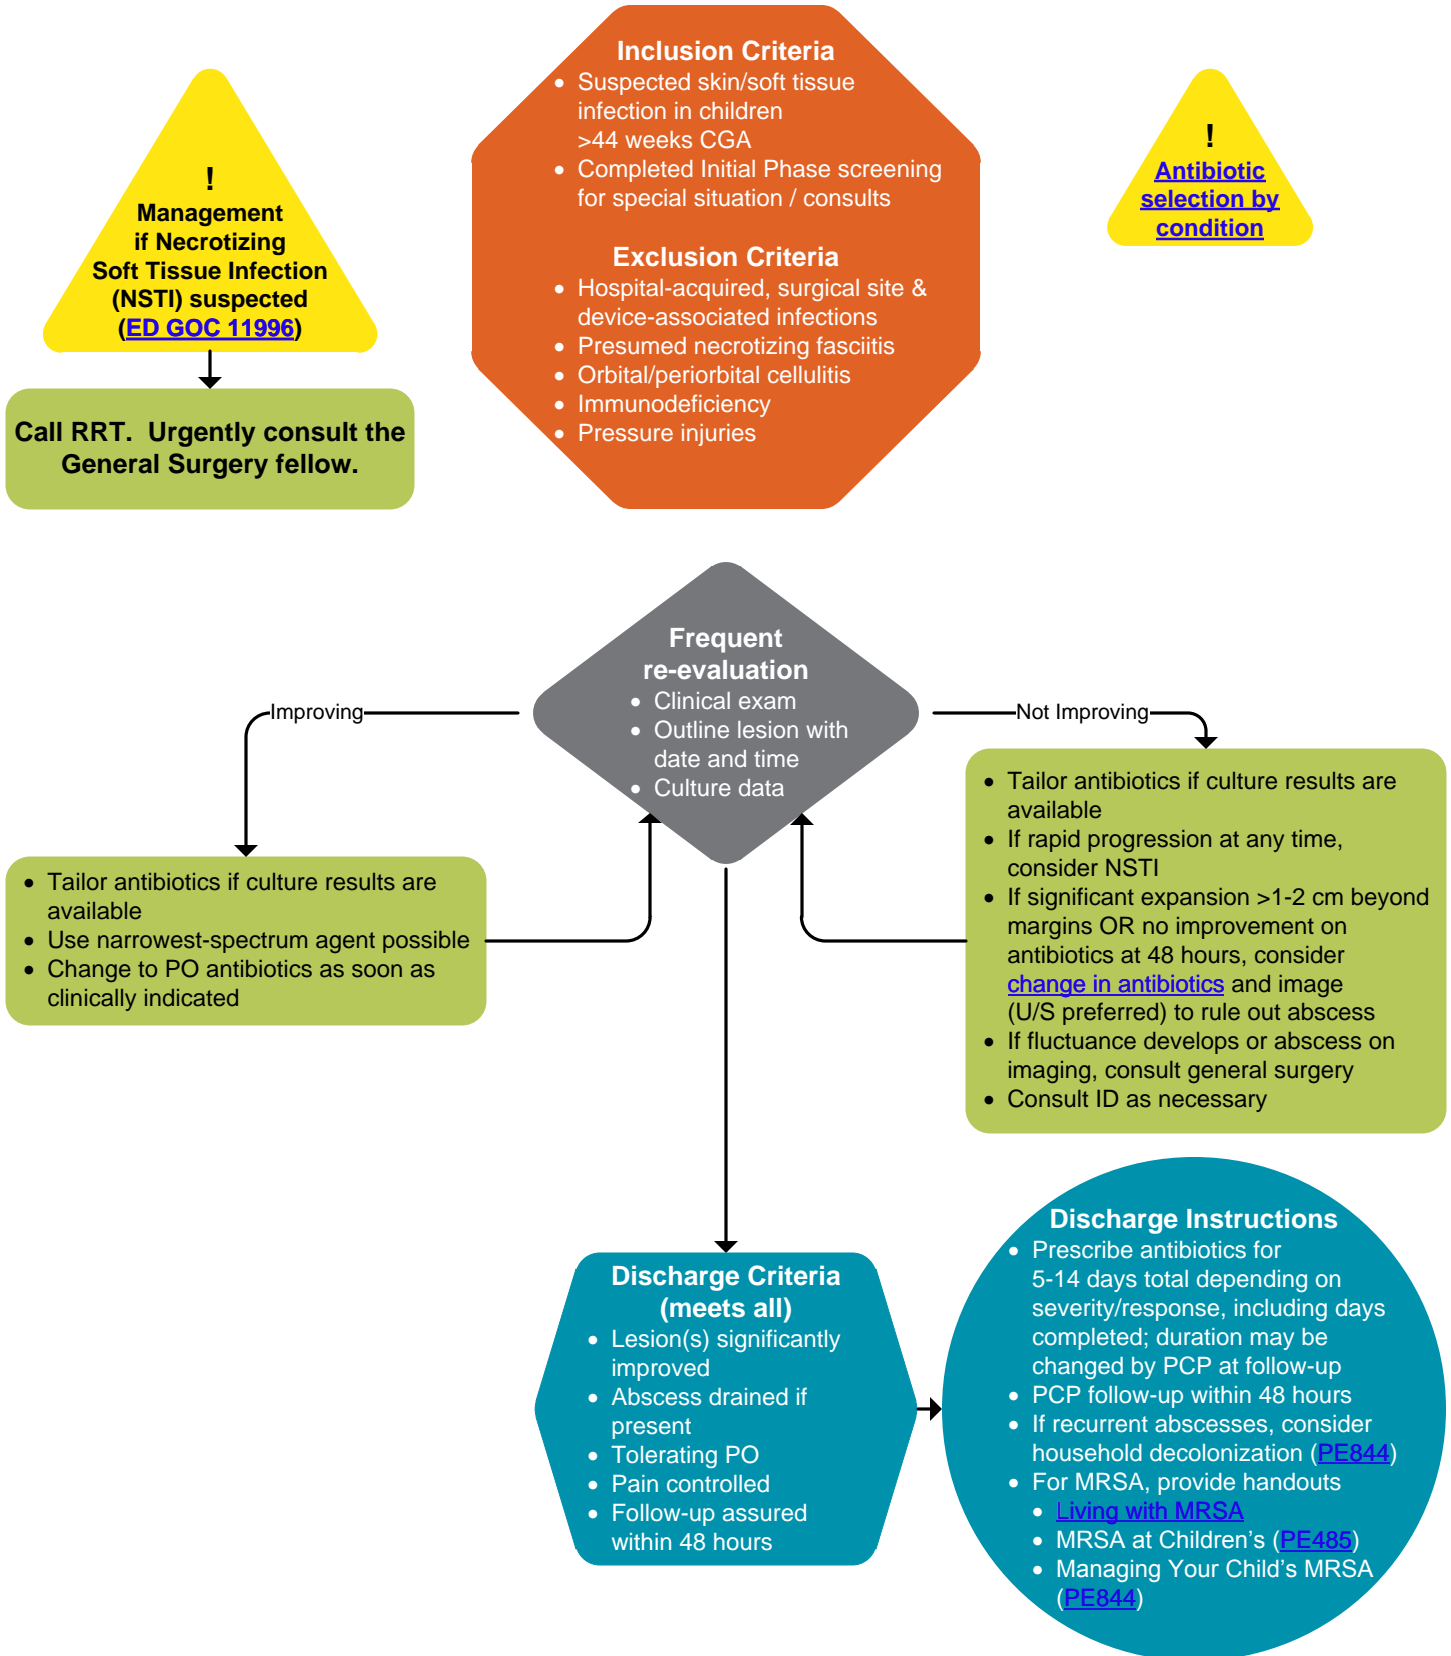 !
Management
if Necrotizing
Soft Tissue Infection
(NSTI) suspected
(ED GOC 11996)
Call RRT.  Urgently consult the
General Surgery fellow.
Inclusion Criteria
• Suspected skin/soft tissue
infection in children
>44 weeks CGA
• Completed Initial Phase screening
for special situation / consults
Exclusion Criteria
• Hospital-acquired, surgical site &
device-associated infections
• Presumed necrotizing fasciitis
• Orbital/periorbital cellulitis
• Immunodeficiency
• Pressure injuries
!
Antibiotic
selection by
condition
Frequent
re-evaluation
• Clinical exam
• Outline lesion with
date and time
• Culture data
Improving
• Tailor antibiotics if culture results are
available
• Use narrowest-spectrum agent possible
• Change to PO antibiotics as soon as
clinically indicated
Not Improving
• Tailor antibiotics if culture results are
available
• If rapid progression at any time,
consider NSTI
• If significant expansion >1-2 cm beyond
margins OR no improvement on
antibiotics at 48 hours, consider
change in antibiotics and image
(U/S preferred) to rule out abscess
• If fluctuance develops or abscess on
imaging, consult general surgery
• Consult ID as necessary
Discharge Criteria
(meets all)
• Lesion(s) significantly
improved
• Abscess drained if
present
• Tolerating PO
• Pain controlled
• Follow-up assured
within 48 hours
Discharge Instructions
• Prescribe antibiotics for
5-14 days total depending on
severity/response, including days
completed; duration may be
changed by PCP at follow-up
• PCP follow-up within 48 hours
• If recurrent abscesses, consider
household decolonization (PE844)
• For MRSA, provide handouts
• Living with MRSA
• MRSA at Children's (PE485)
• Managing Your Child's MRSA
(PE844)